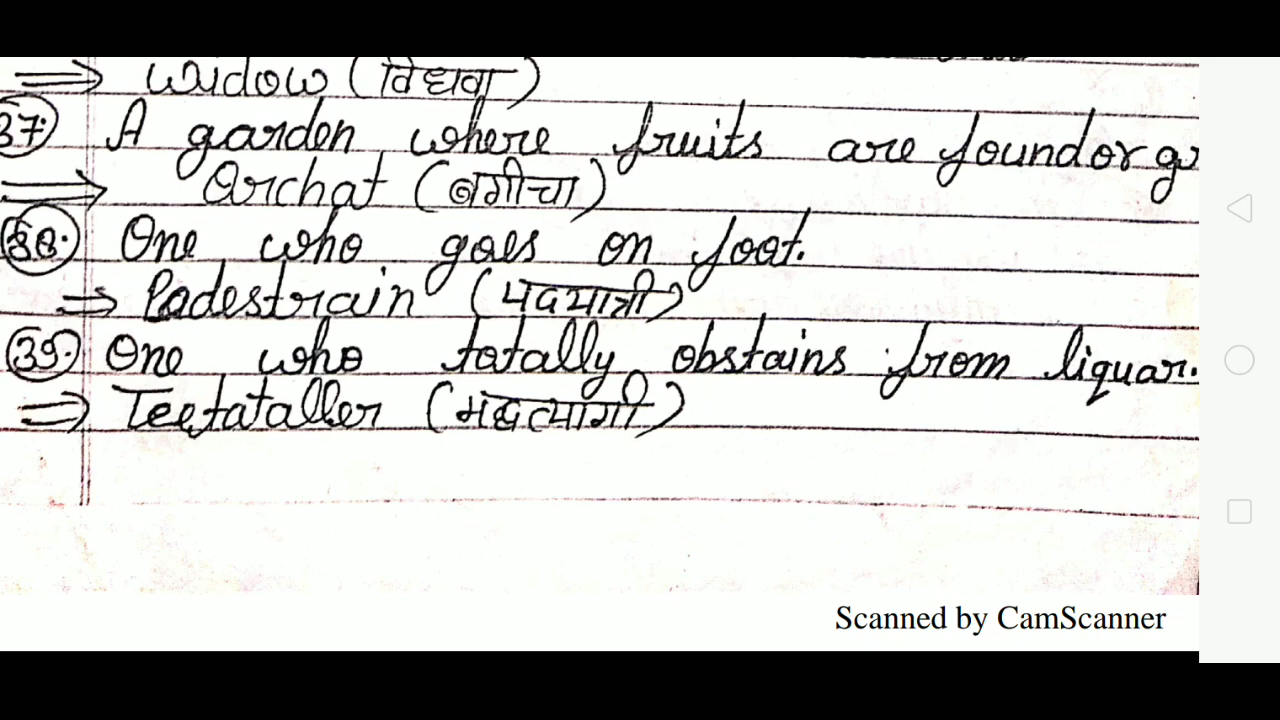 ⇒ Widow (विधवा)
37. A garden where fruits are found or
⇒ Orchat (बगीचा)
38. One who goes on foot.
⇒ Padestrain (पदयात्री)
39. One who totally obstains from liquar.
⇒ Teetataller (मंद्यत्यागी)
Scanned by CamScanner